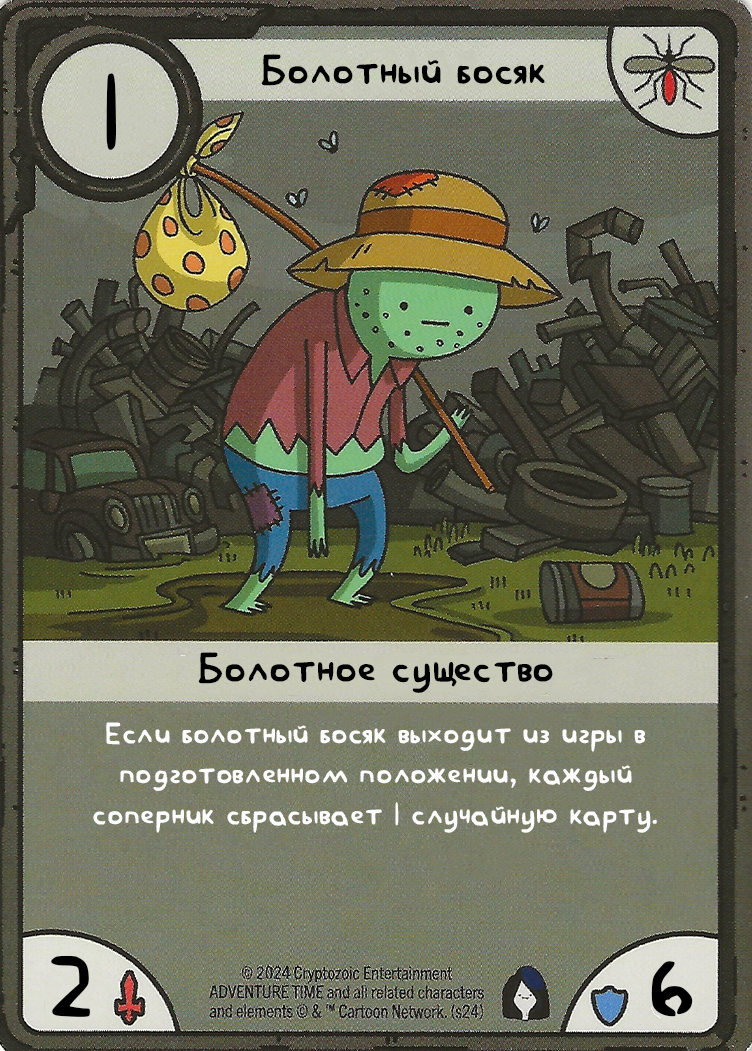 1
Болотный босяк
Болотное существо
Если болотный босяк выходит из игры в
подготовленном положении, каждый
соперник сбрасывает 1 случайную карту.
2
© 2024 Cryptozoic Entertainment
ADVENTURE TIME and all related characters
and elements © & ™ Cartoon Network. (s24)
6